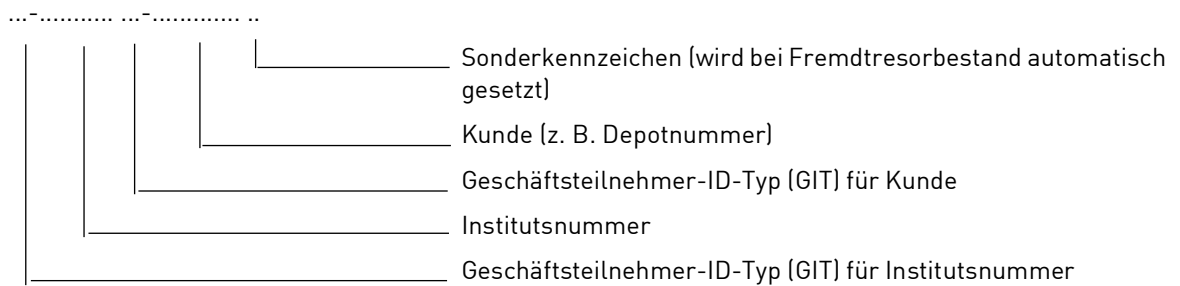 ...-........... ...-............. ..
Sonderkennzeichen (wird bei Fremdtresorbestand automatisch
gesetzt)
Kunde (z. B. Depotnummer)
Geschäftsteilnehmer-ID-Typ (GIT) für Kunde
Institutsnummer
Geschäftsteilnehmer-ID-Typ (GIT) für Institutsnummer